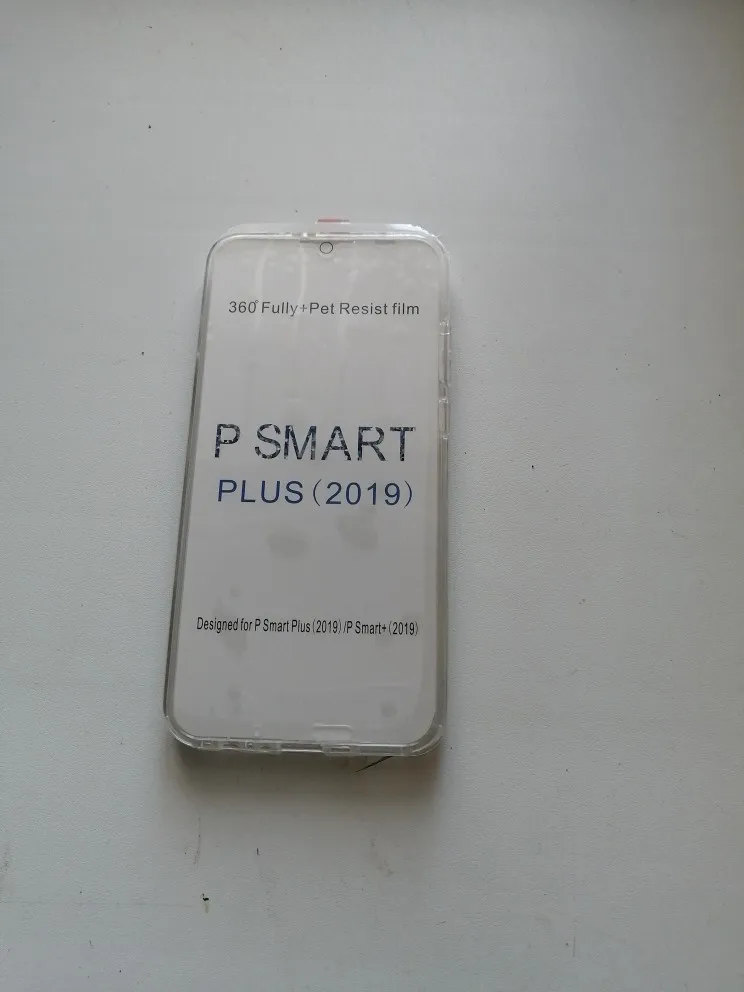 360° Fully+Pet Resist film
P SMART
PLUS(2019)
Designed for P Smart Plus(2019)/P Smart+(2019)